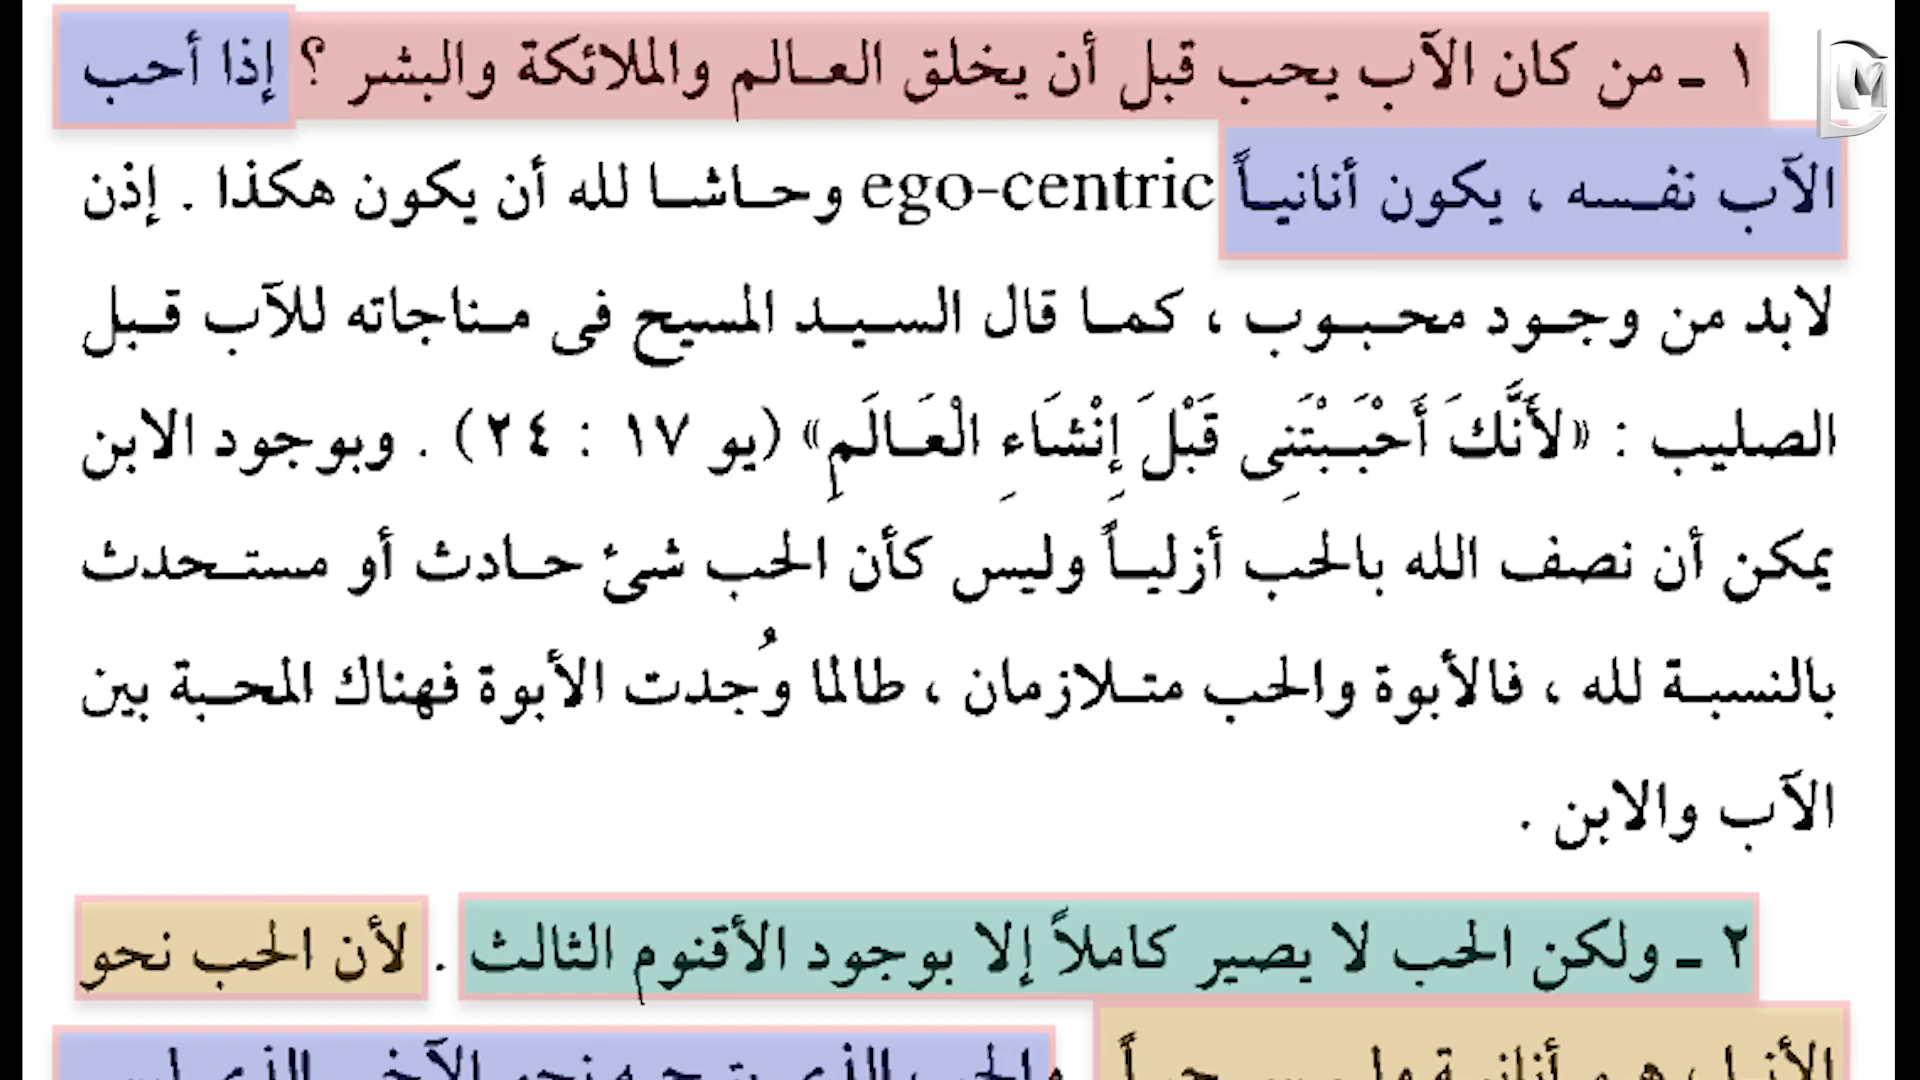 ١ ـ من كان الآب يحب قبل أن يخلق العالم والملائكة والبشر ؟ إذا أحب
الآب نفسه ، يكون أنانياً ego-centric وحاشا لله أن يكون هكذا . إذن
لابد من وجود محبوب ، كما قال السيد المسيح فى مناجاته للآب قبل
الصليب : «لأَنَّكَ أَحْبَبْتَنِى قَبْلَ إِنْشَاءِ الْعَالَمِ» (يو ١٧ : ٢٤) . وبوجود الابن
يمكن أن نصف الله بالحب أزلياً وليس كأن الحب شئ حادث أو مستحدث
بالنسبة لله ، فالأبوة والحب متلازمان ، طالما وُجدت الأبوة فهناك المحبة بين
الآب والابن .
٢ ـ ولكن الحب لا يصير كاملاً إلا بوجود الأقنوم الثالث . لأن الحب نحو